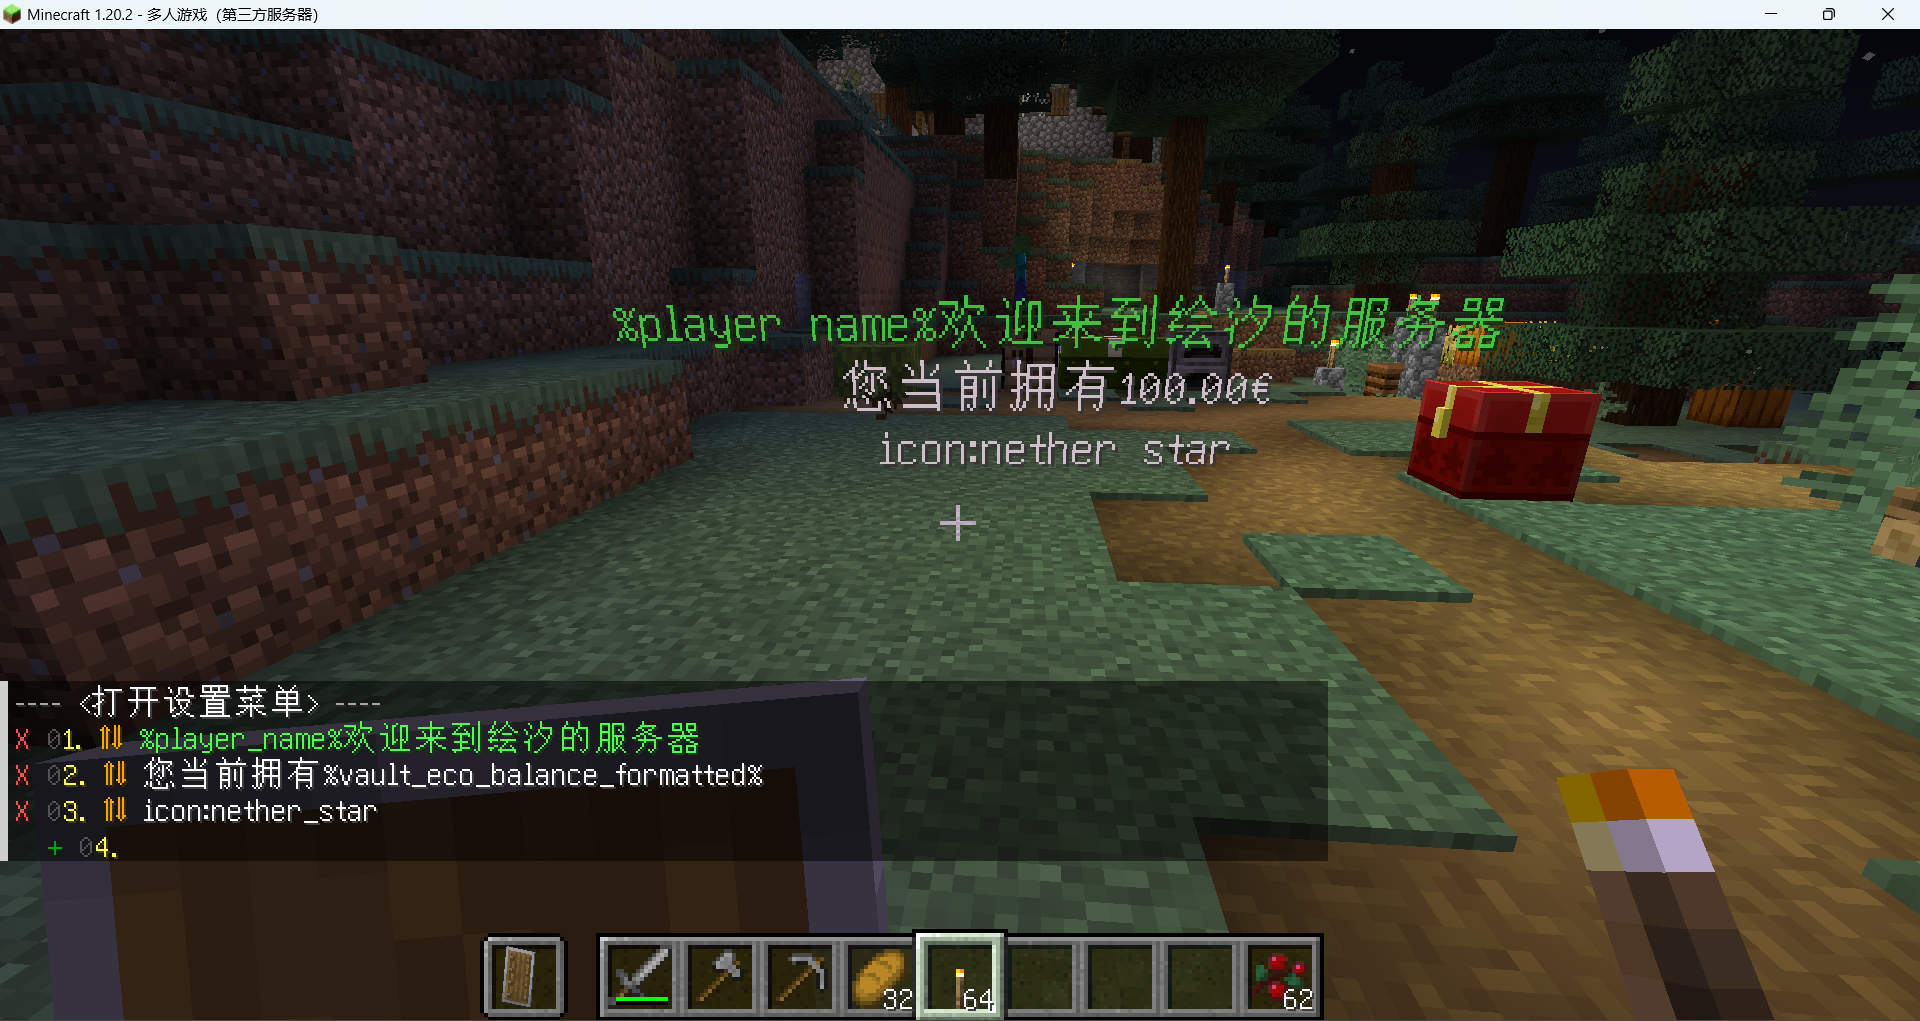 Minecraft 1.20.2 - 多人游戏 (第三方服务器)
%player_name%欢迎来到绘汐的服务器
您当前拥有100.00€
icon:nether_star
---- <打开设置菜单> ----
X 01. ⇑⇓ %player_name%欢迎来到绘汐的服务器
X 02. ⇑⇓ 您当前拥有%vault_eco_balance_formatted%
X 03. ⇑⇓ icon:nether_star
+ 04.
32
64
62